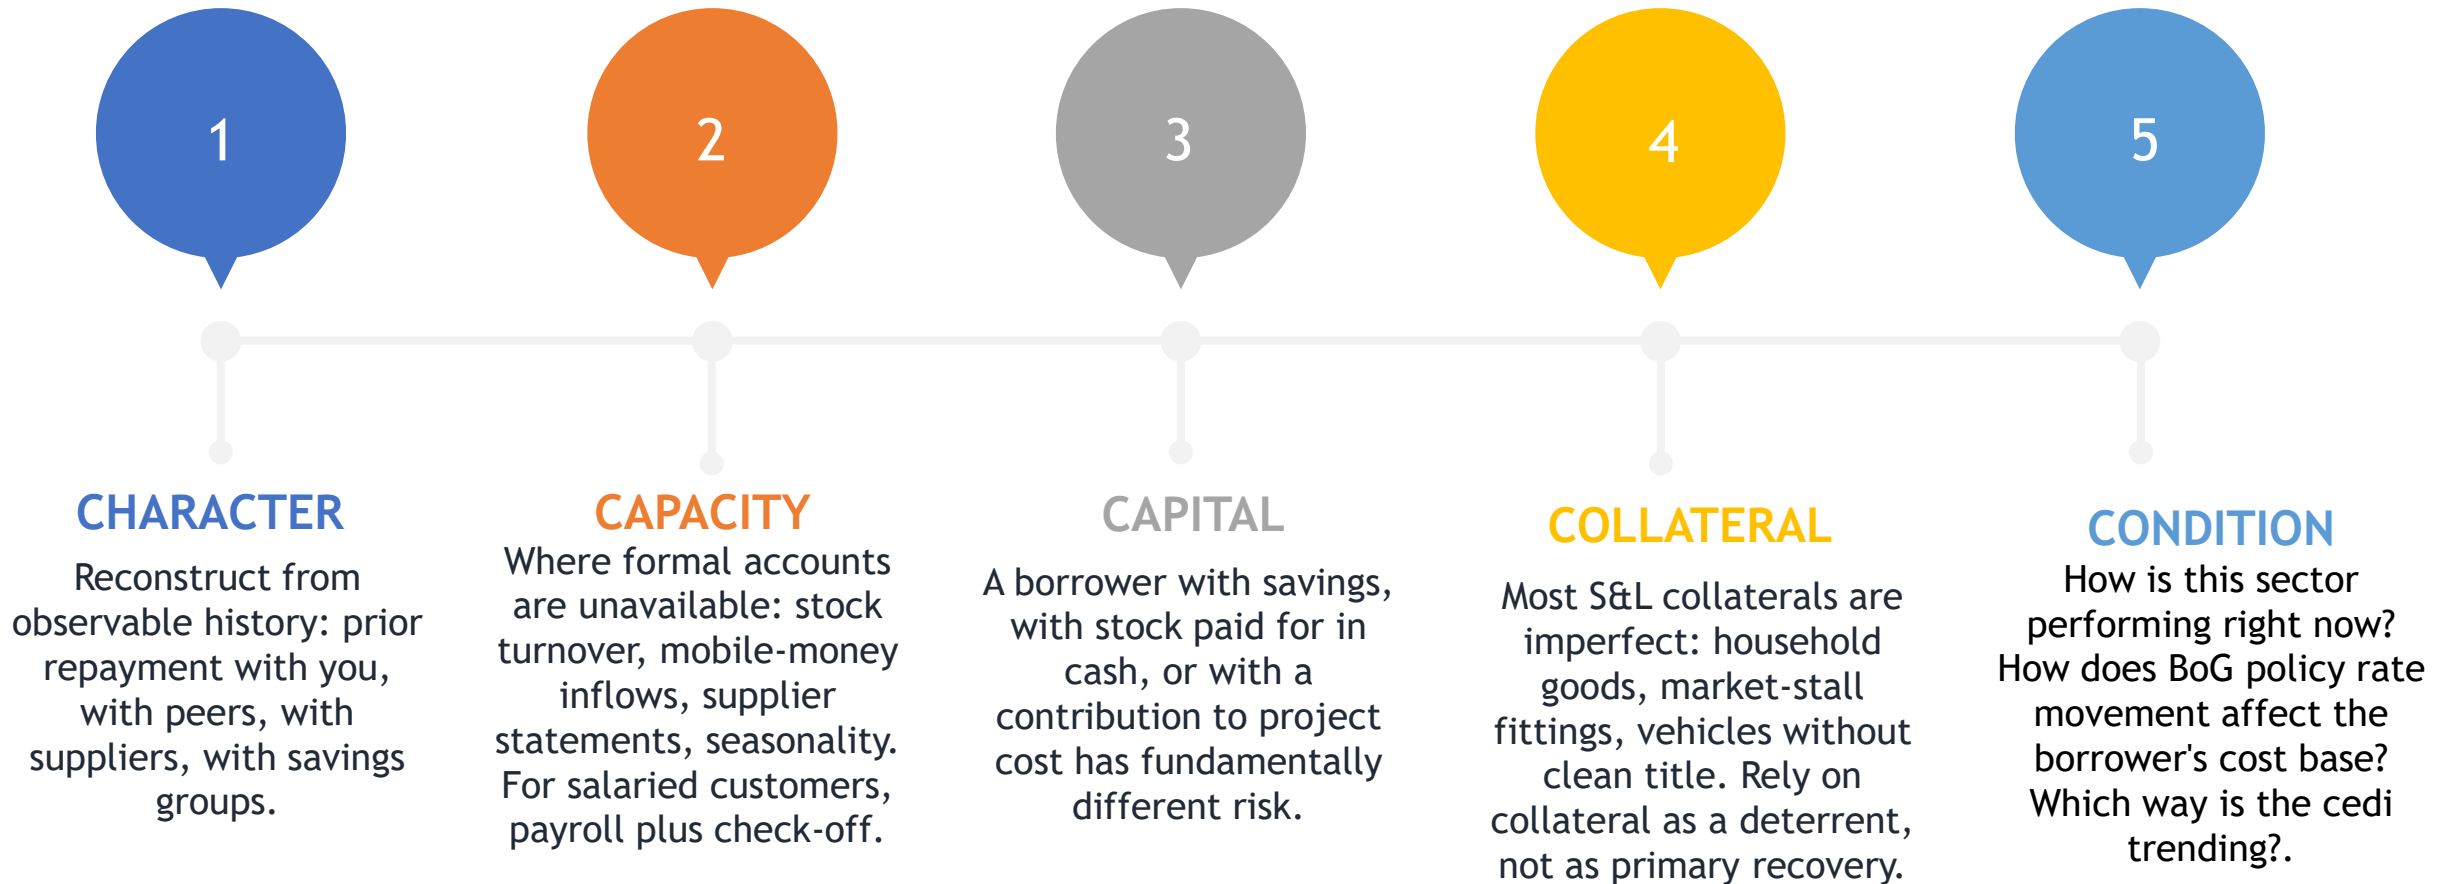 1
2
3
4
5
CHARACTER
Reconstruct from
observable history: prior
repayment with you,
with peers, with
suppliers, with savings
groups.
CAPACITY
Where formal accounts
are unavailable: stock
turnover, mobile-money
inflows, supplier
statements, seasonality.
For salaried customers,
payroll plus check-off.
CAPITAL
A borrower with savings,
with stock paid for in
cash, or with a
contribution to project
cost has fundamentally
different risk.
COLLATERAL
Most S&L collaterals are
imperfect: household
goods, market-stall
fittings, vehicles without
clean title. Rely on
collateral as a deterrent,
not as primary recovery.
CONDITION
How is this sector
performing right now?
How does BoG policy rate
movement affect the
borrower's cost base?
Which way is the cedi
trending?.